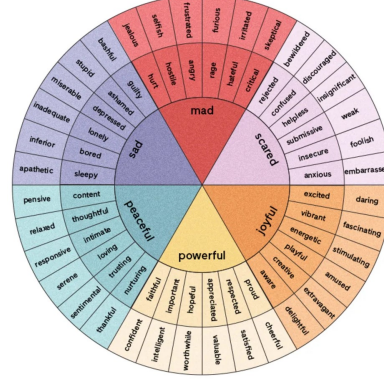 mad
scared
joyful
powerful
peaceful
sad
hurt
hostile
angry
rage
hateful
critical
rejected
confused
helpless
submissive
insecure
anxious
excited
vibrant
energetic
playful
creative
aware
proud
respected
appreciated
hopeful
important
faithful
nurturing
trusting
loving
intimate
thoughtful
content
sleepy
bored
lonely
depressed
ashamed
guilty
jealous
selfish
frustrated
furious
irritated
skeptical
bewildered
discouraged
insignificant
weak
foolish
embarrasse
daring
fascinating
stimulating
amused
extravagant
delightful
cheerful
satisfied
valuable
worthwhile
intelligent
confident
thankful
sentimental
serene
responsive
relaxed
pensive
apathetic
inferior
inadequate
miserable
stupid
bashful